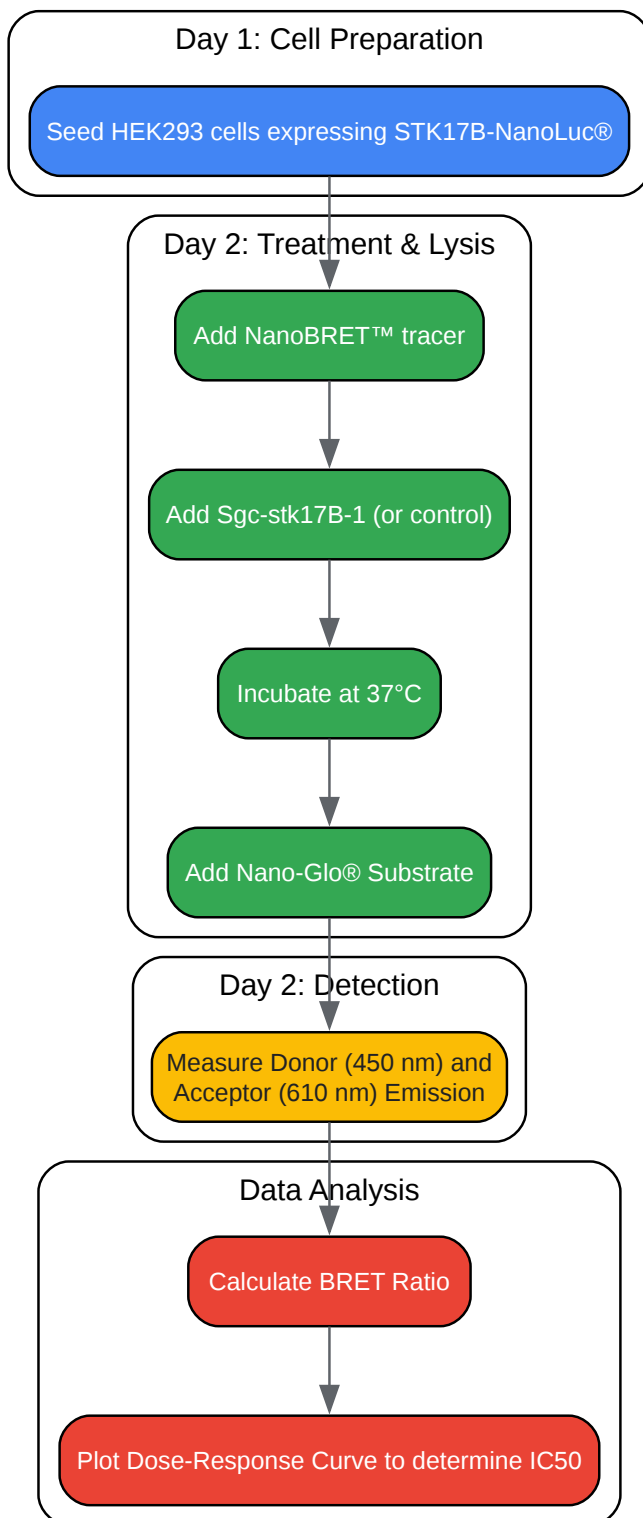 Day 1: Cell Preparation
Seed HEK293 cells expressing STK17B-NanoLuc®
Day 2: Treatment & Lysis
Add NanoBRET™ tracer
Add Sgc-stk17B-1 (or control)
Incubate at 37°C
Add Nano-Glo® Substrate
Day 2: Detection
Measure Donor (450 nm) and
Acceptor (610 nm) Emission
Data Analysis
Calculate BRET Ratio
Plot Dose-Response Curve to determine IC50